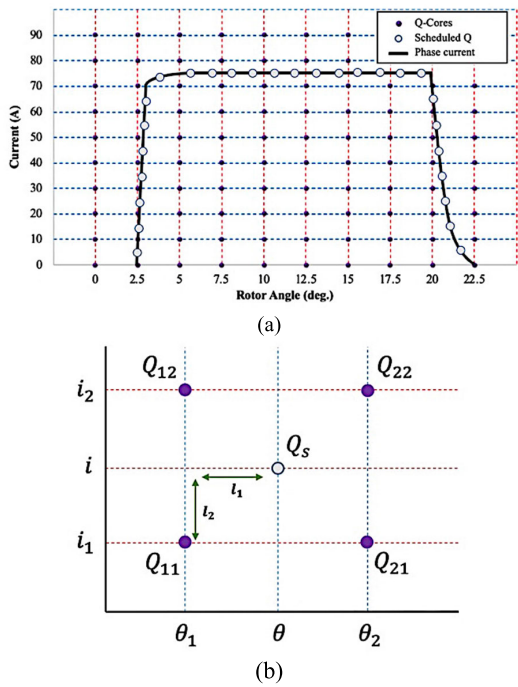 Q-Cores
Scheduled Q
Phase current
Current (A)
90
80
70
60
50
40
30
20
10
0
0 2.5 5 7.5 10 12.5 15 17.5 20 22.5
Rotor Angle (deg.)
(a)
Q₁₂ Q₂₂
i₂
Qₛ
i
l₁
l₂
i₁
Q₁₁ Q₂₁
θ₁ θ θ₂
(b)